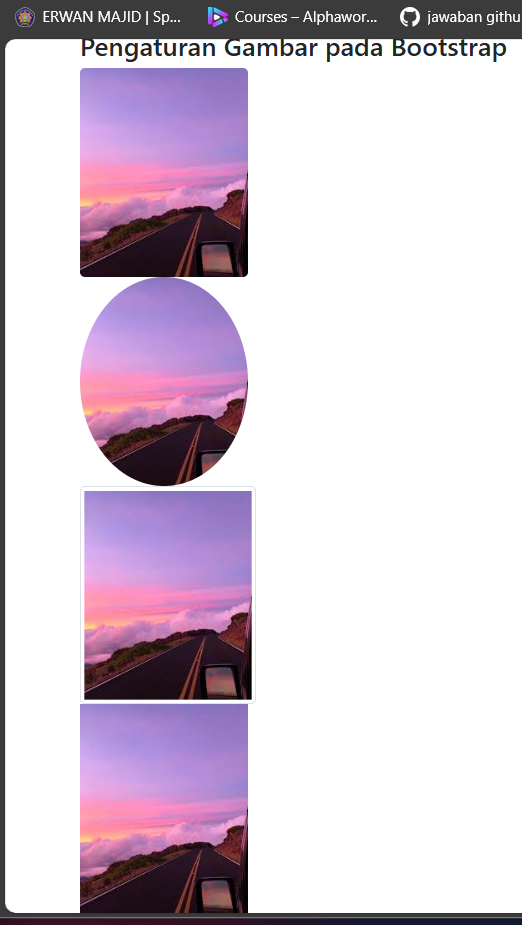 ERWAN MAJID | Sp...
Courses – Alphawor...
jawaban githu
Pengaturan Gambar pada Bootstrap